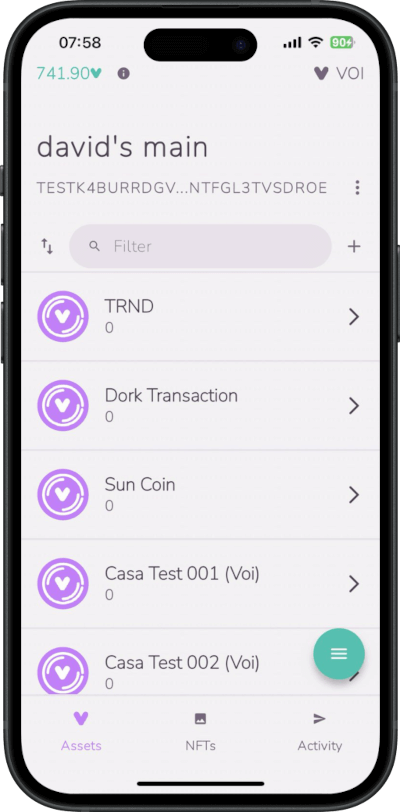 07:58
90
741.90
VOI
david's main
TESTK4BURRDGV...NTFGL3TVSDROE
Filter
TRND
0
Dork Transaction
0
Sun Coin
0
Casa Test 001 (Voi)
0
Casa Test 002 (Voi)
0
Assets
NFTs
Activity